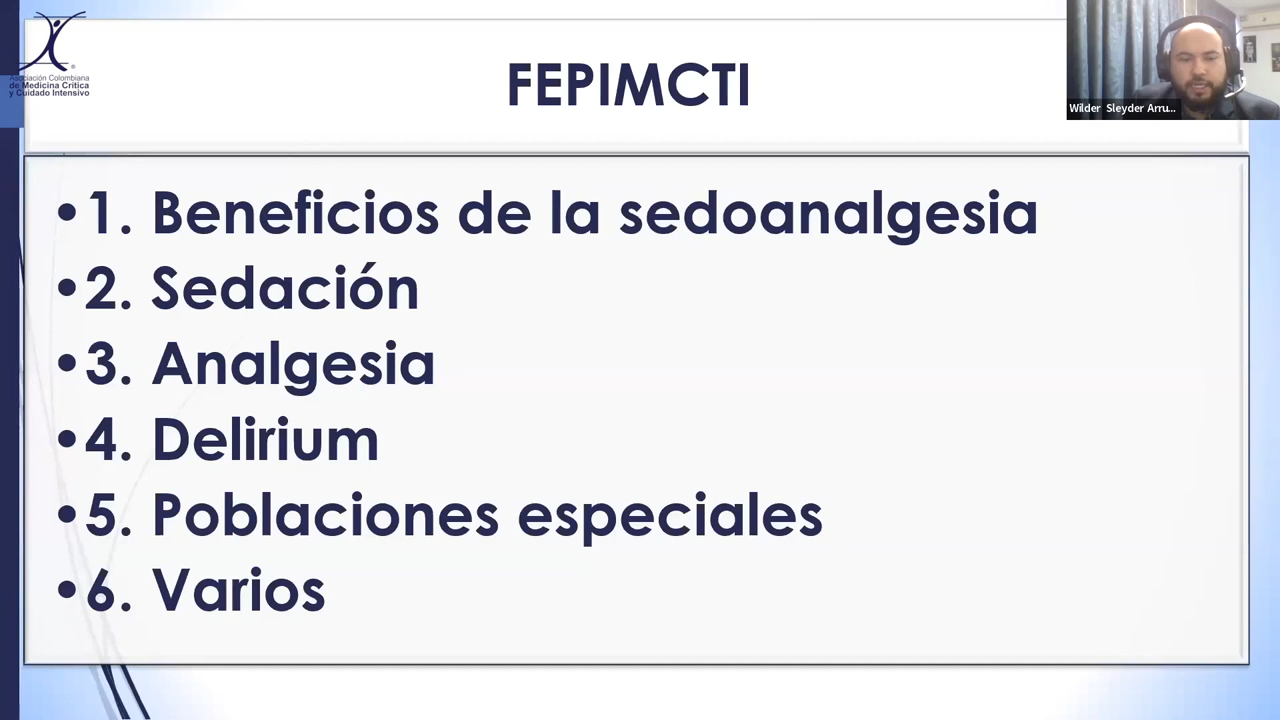 Asociación Colombiana
de Medicina Crítica
y Cuidado Intensivo
FEPIMCTI
Wilder Sleyder Arru...
•1. Beneficios de la sedoanalgesia
•2. Sedación
•3. Analgesia
•4. Delirium
•5. Poblaciones especiales
•6. Varios